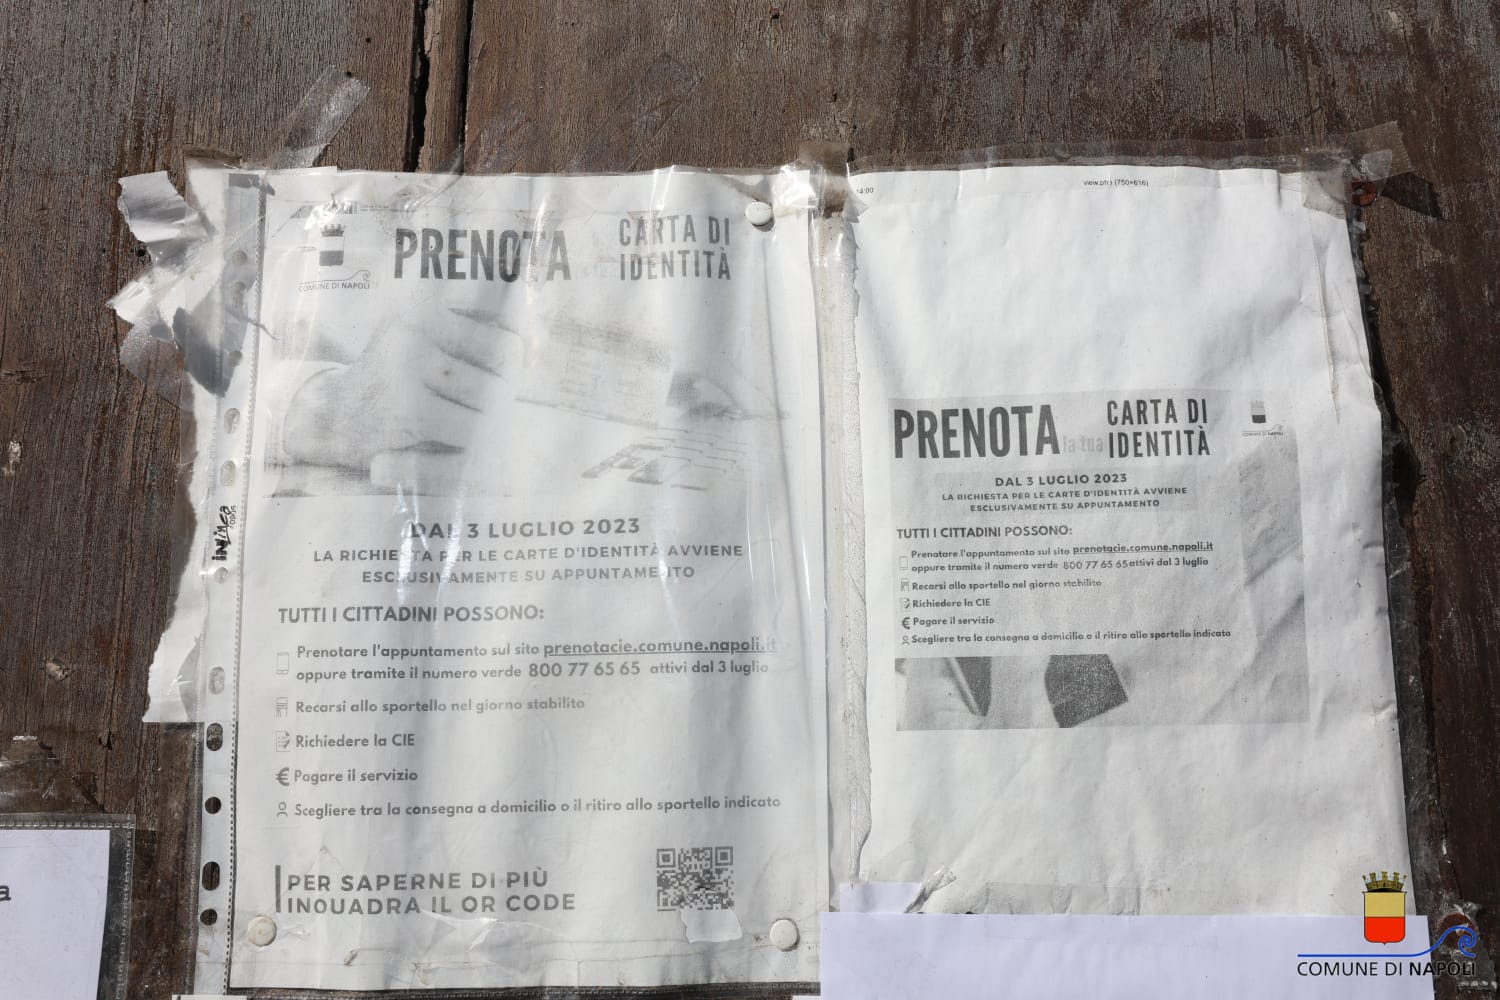 COMUNE DI NAPOLI
PRENOTA
CARTA DI
IDENTITÀ
DAL 3 LUGLIO 2023
LA RICHIESTA PER LE CARTE D'IDENTITÀ AVVIENE
ESCLUSIVAMENTE SU APPUNTAMENTO
TUTTI I CITTADINI POSSONO:
Prenotare l'appuntamento sul sito prenotacie.comune.napoli.it
oppure tramite il numero verde 800 77 65 65 attivi dal 3 luglio
Recarsi allo sportello nel giorno stabilito
Richiedere la CIE
€ Pagare il servizio
Scegliere tra la consegna a domicilio o il ritiro allo sportello indicato
PER SAPERNE DI PIÙ
INQUADRA IL QR CODE
14:00
view.php (750×616)
PRENOTA la tua
CARTA DI
IDENTITÀ
COMUNE DI NAPOLI
DAL 3 LUGLIO 2023
LA RICHIESTA PER LE CARTE D'IDENTITÀ AVVIENE
ESCLUSIVAMENTE SU APPUNTAMENTO
TUTTI I CITTADINI POSSONO:
Prenotare l'appuntamento sul sito prenotacie.comune.napoli.it
oppure tramite il numero verde 800 77 65 65 attivi dal 3 luglio
Recarsi allo sportello nel giorno stabilito
Richiedere la CIE
€ Pagare il servizio
Scegliere tra la consegna a domicilio o il ritiro allo sportello indicato
a
COMUNE DI NAPOLI